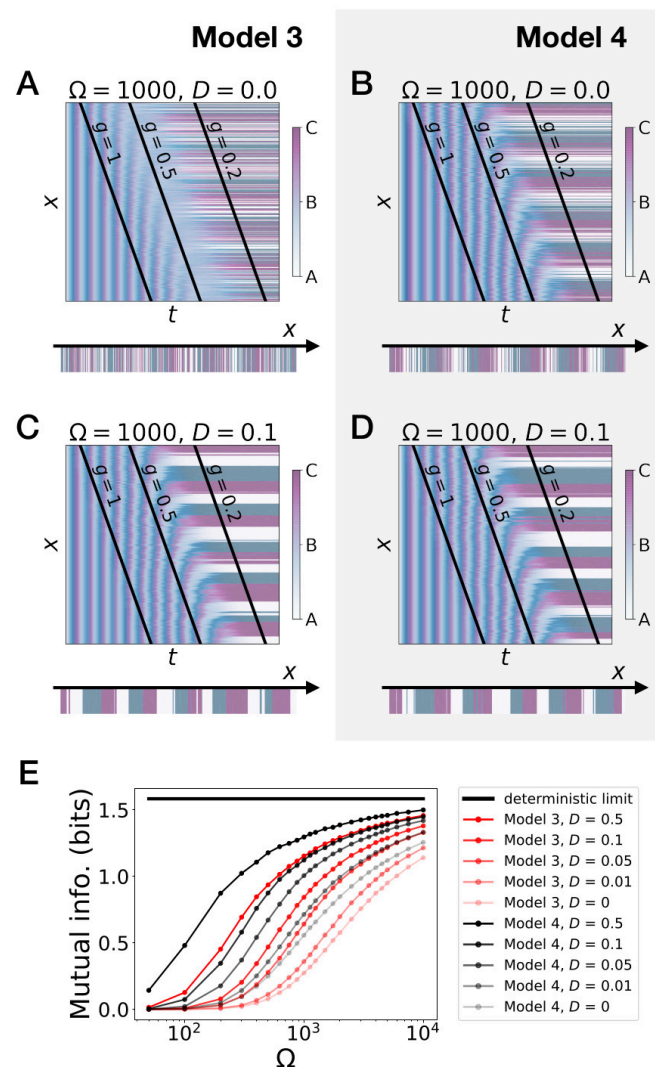 Model 3
Model 4
A
Ω = 1000, D = 0.0
g = 1
g = 0.5
g = 0.2
x
t
C
B
A
x
B
Ω = 1000, D = 0.0
g = 1
g = 0.5
g = 0.2
x
t
C
B
A
x
C
Ω = 1000, D = 0.1
g = 1
g = 0.5
g = 0.2
x
t
C
B
A
x
D
Ω = 1000, D = 0.1
g = 1
g = 0.5
g = 0.2
x
t
C
B
A
x
E
Mutual info. (bits)
1.5
1.0
0.5
0.0
10²
10³
10⁴
Ω
deterministic limit
Model 3, D = 0.5
Model 3, D = 0.1
Model 3, D = 0.05
Model 3, D = 0.01
Model 3, D = 0
Model 4, D = 0.5
Model 4, D = 0.1
Model 4, D = 0.05
Model 4, D = 0.01
Model 4, D = 0